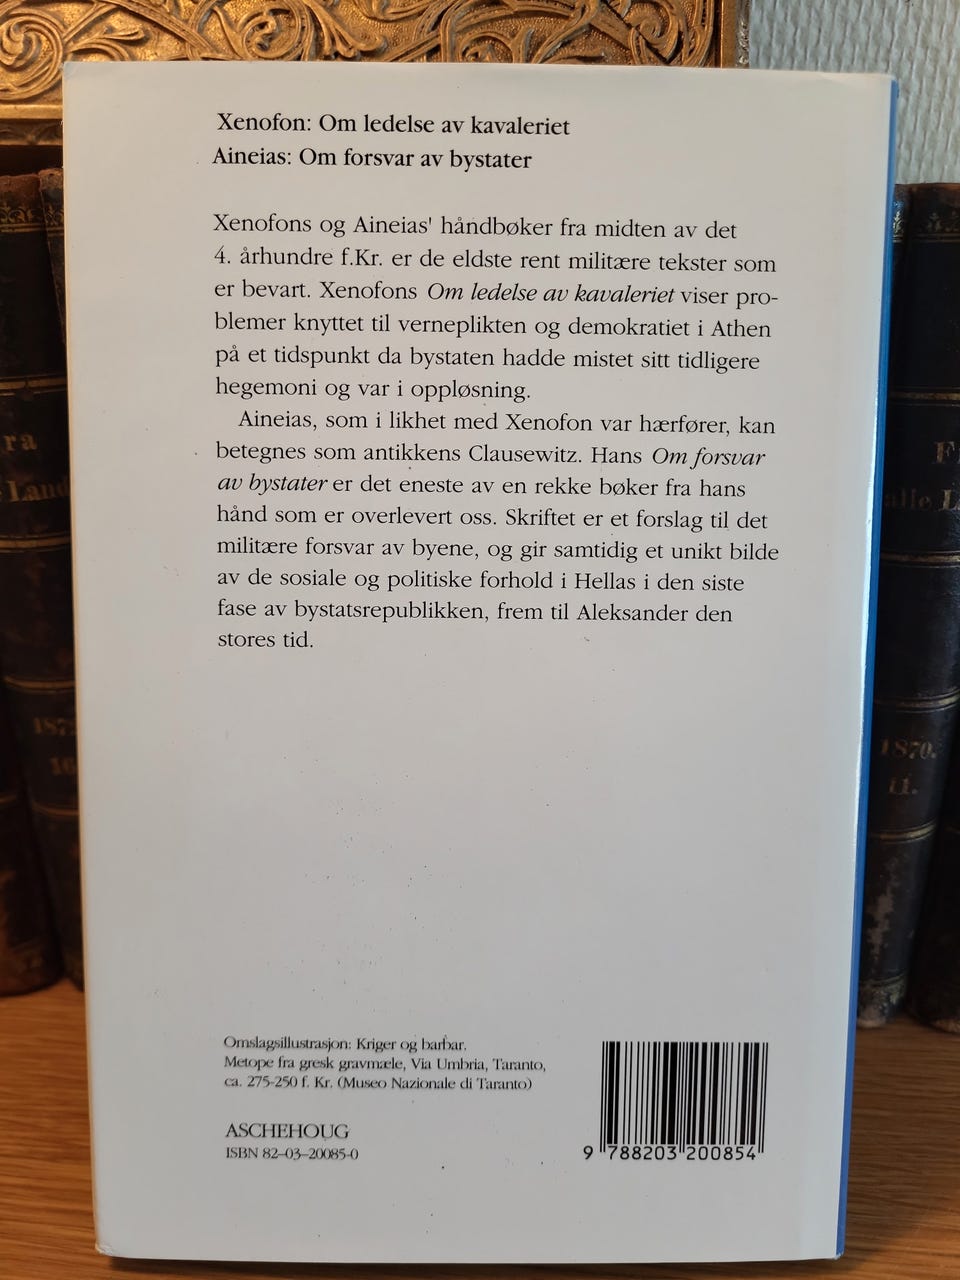 Xenofon: Om ledelse av kavaleriet
Aineias: Om forsvar av bystater
Xenofons og Aineias' håndbøker fra midten av det
4. århundre f.Kr. er de eldste rent militære tekster som
er bevart. Xenofons Om ledelse av kavaleriet viser pro-
blemer knyttet til verneplikten og demokratiet i Athen
på et tidspunkt da bystaten hadde mistet sitt tidligere
hegemoni og var i oppløsning.
Aineias, som i likhet med Xenofon var hærfører, kan
betegnes som antikkens Clausewitz. Hans Om forsvar
av bystater er det eneste av en rekke bøker fra hans
hånd som er overlevert oss. Skriftet er et forslag til det
militære forsvar av byene, og gir samtidig et unikt bilde
av de sosiale og politiske forhold i Hellas i den siste
fase av bystatsrepublikken, frem til Aleksander den
stores tid.
Omslagsillustrasjon: Kriger og barbar.
Metope fra gresk gravmæle, Via Umbria, Taranto,
ca. 275-250 f. Kr. (Museo Nazionale di Taranto)
ASCHEHOUG
ISBN 82-03-20085-0
9 788203 200854
1870.
11.